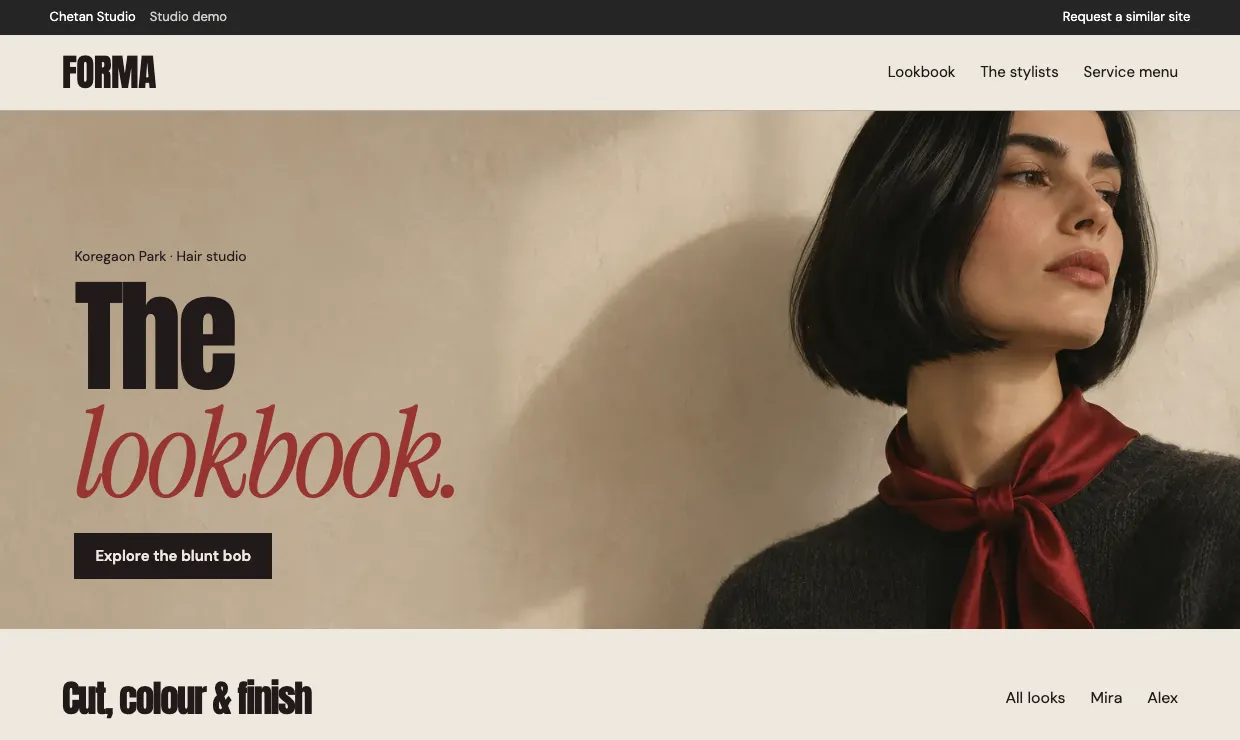 Chetan Studio Studio demo Request a similar site
FORMA Lookbook The stylists Service menu
Koregaon Park · Hair studio
The
lookbook.
Explore the blunt bob
Cut, colour & finish All looks Mira Alex